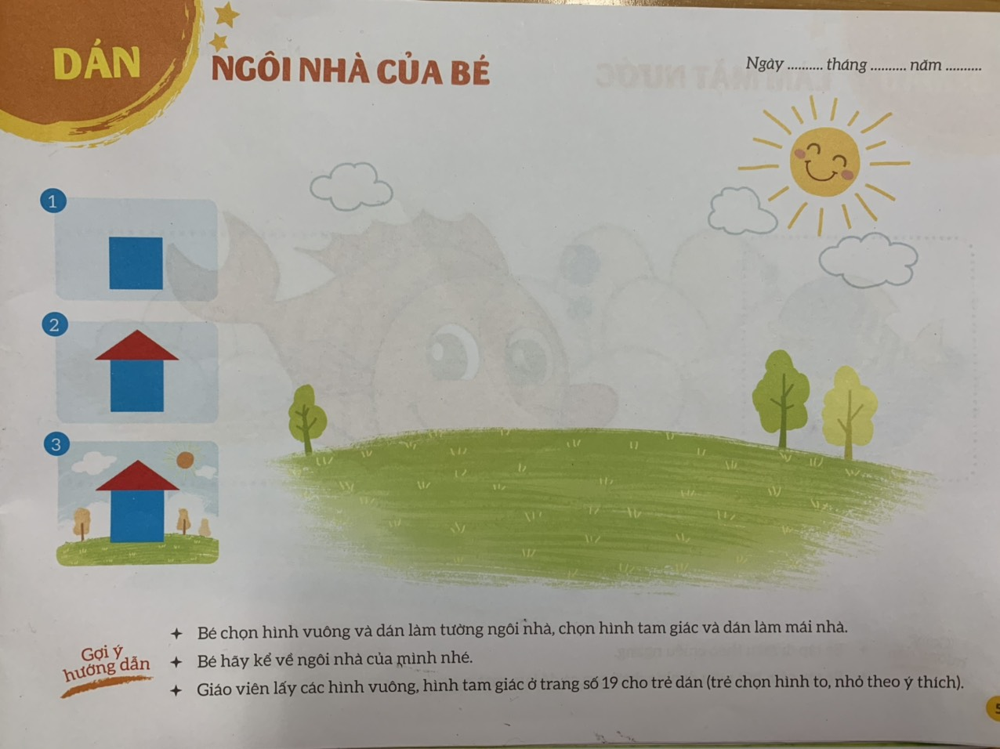 DÁN
NGÔI NHÀ CỦA BÉ
Ngày .......... tháng .......... năm ..........
1
2
3
Gợi ý
hướng dẫn
Bé chọn hình vuông và dán làm tường ngôi nhà, chọn hình tam giác và dán làm mái nhà.
Bé hãy kể về ngôi nhà của mình nhé.
Giáo viên lấy các hình vuông, hình tam giác ở trang số 19 cho trẻ dán (trẻ chọn hình to, nhỏ theo ý thích).